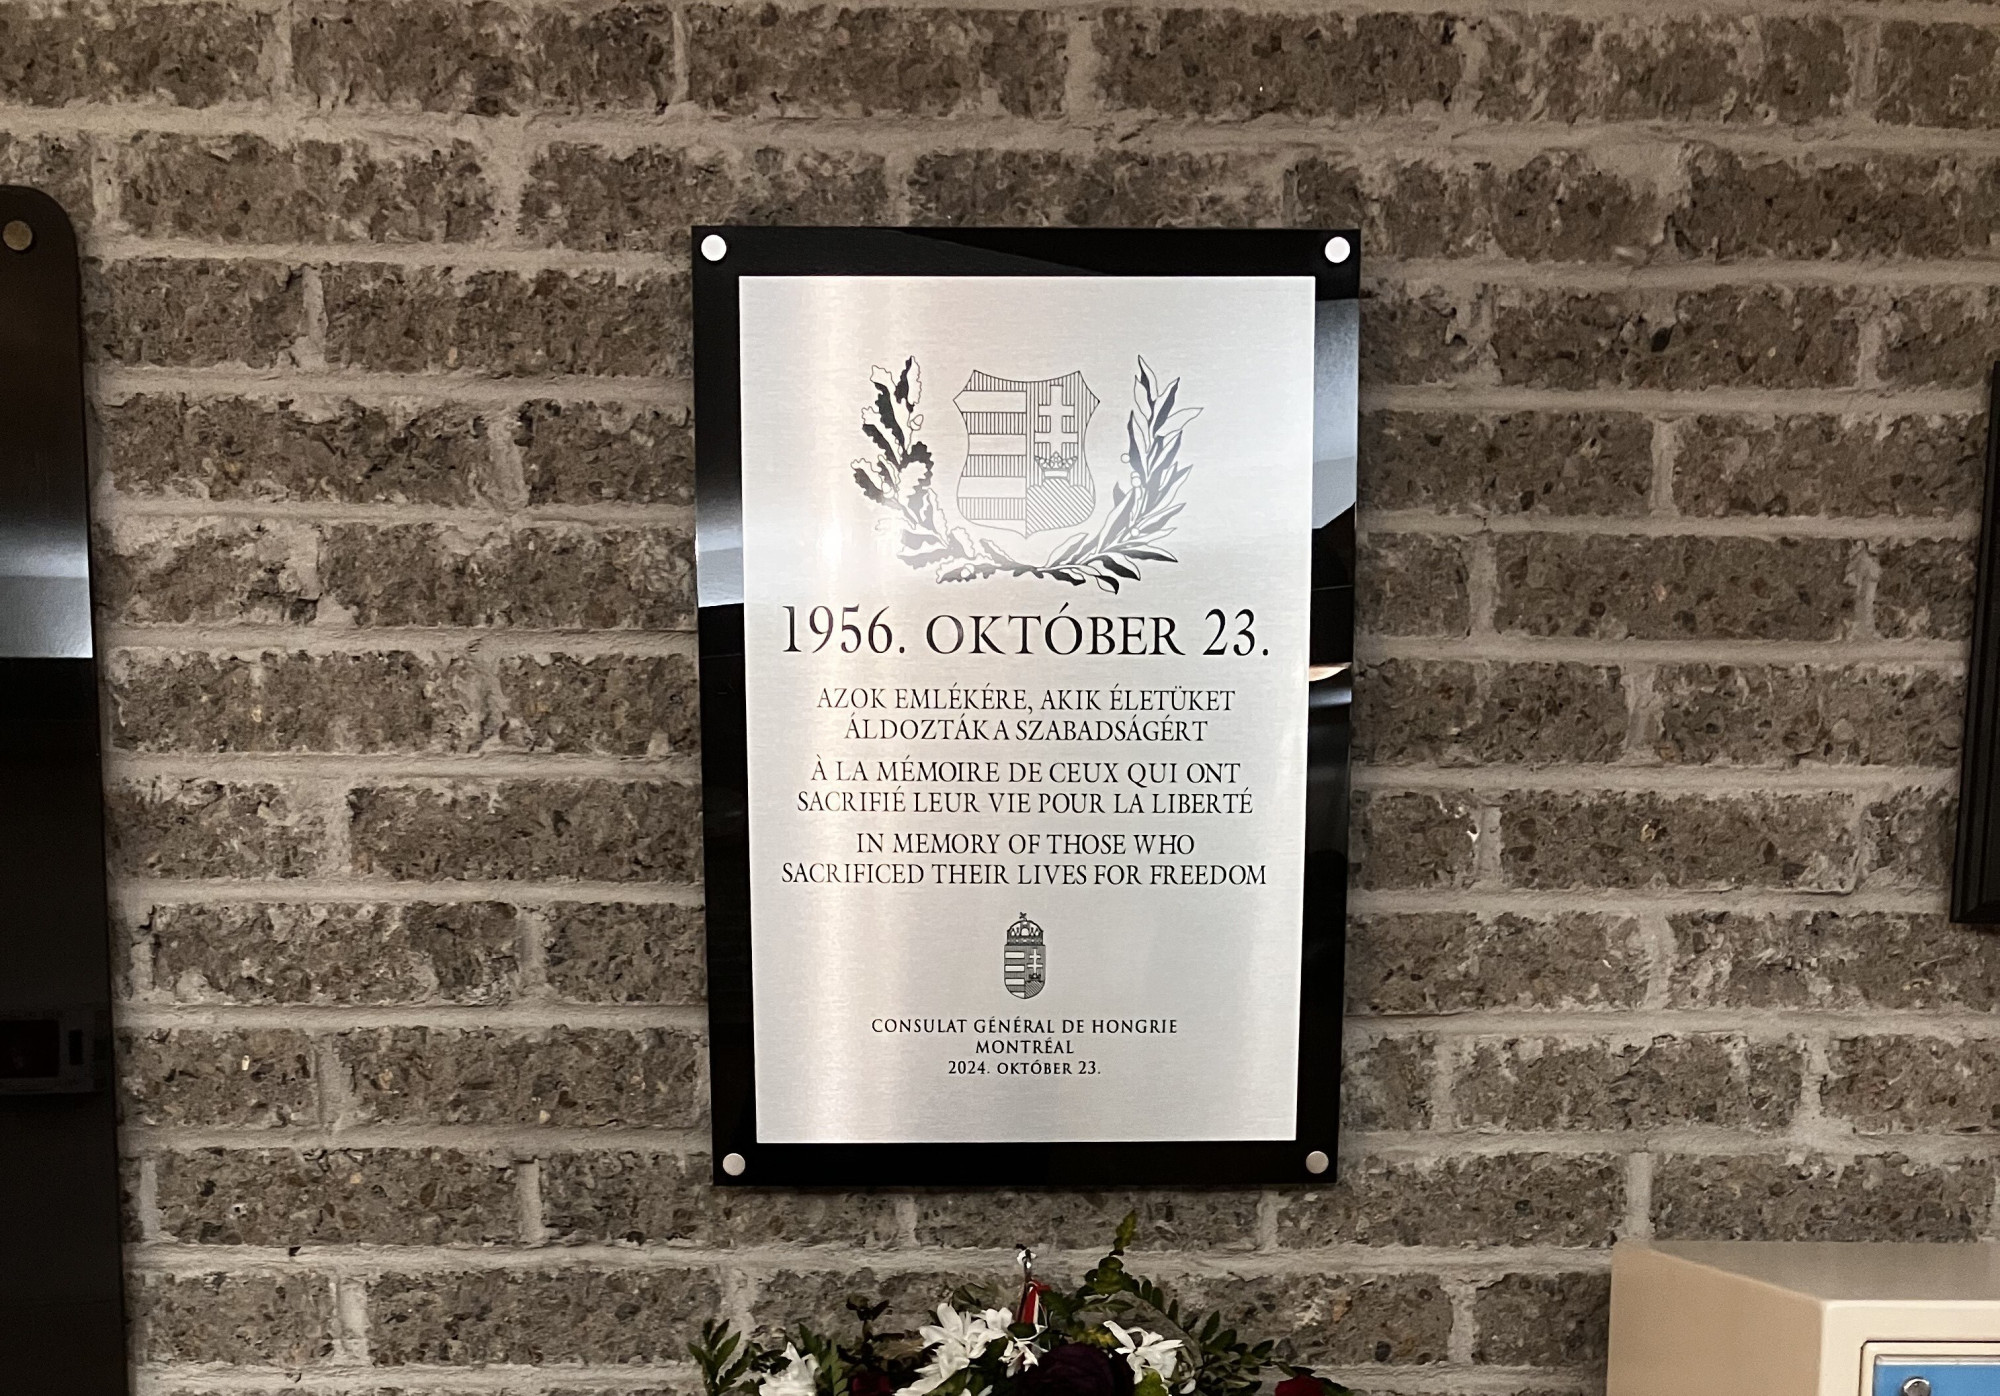 1956. OKTÓBER 23.
AZOK EMLÉKÉRE, AKIK ÉLETÜKET
ÁLDOZTÁK A SZABADSÁGÉRT
À LA MÉMOIRE DE CEUX QUI ONT
SACRIFIÉ LEUR VIE POUR LA LIBERTÉ
IN MEMORY OF THOSE WHO
SACRIFICED THEIR LIVES FOR FREEDOM
CONSULAT GÉNÉRAL DE HONGRIE
MONTRÉAL
2024. OKTÓBER 23.